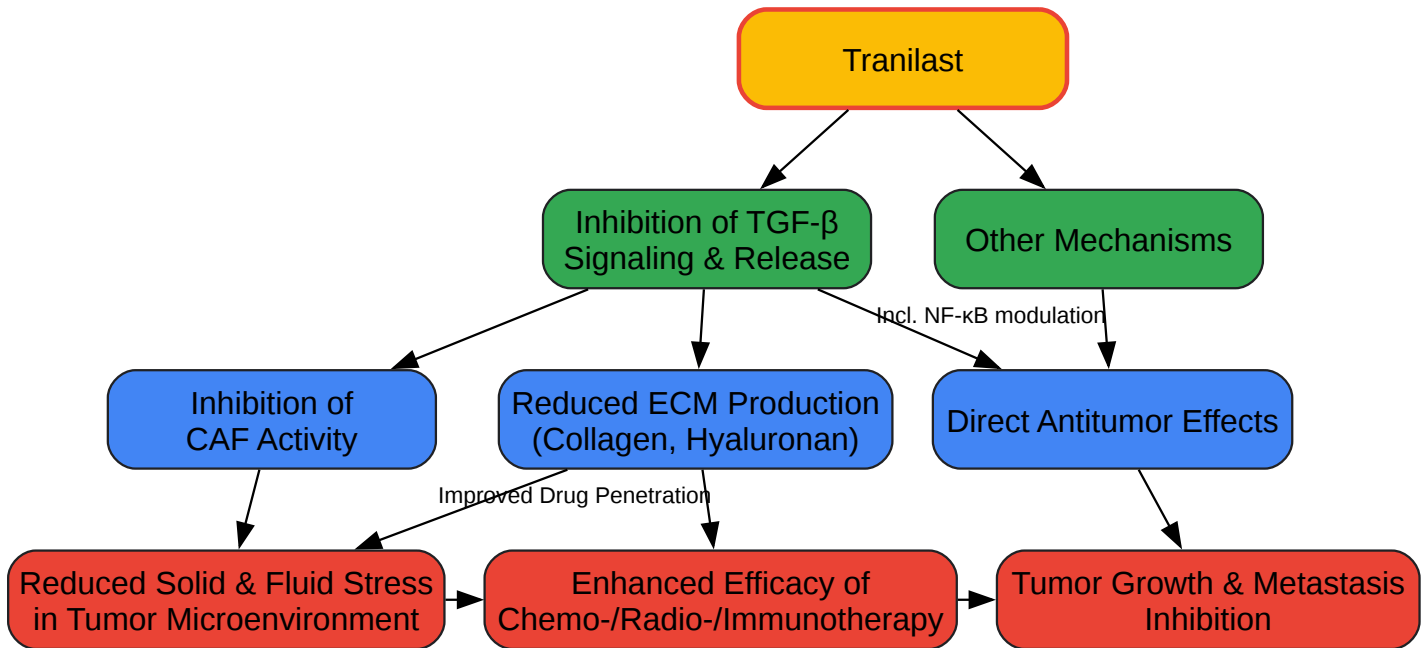 Tranilast
Inhibition of TGF-β
Signaling & Release
Other Mechanisms
Incl. NF-κB modulation
Inhibition of
CAF Activity
Reduced ECM Production
(Collagen, Hyaluronan)
Direct Antitumor Effects
Improved Drug Penetration
Reduced Solid & Fluid Stress
in Tumor Microenvironment
Enhanced Efficacy of
Chemo-/Radio-/Immunotherapy
Tumor Growth & Metastasis
Inhibition